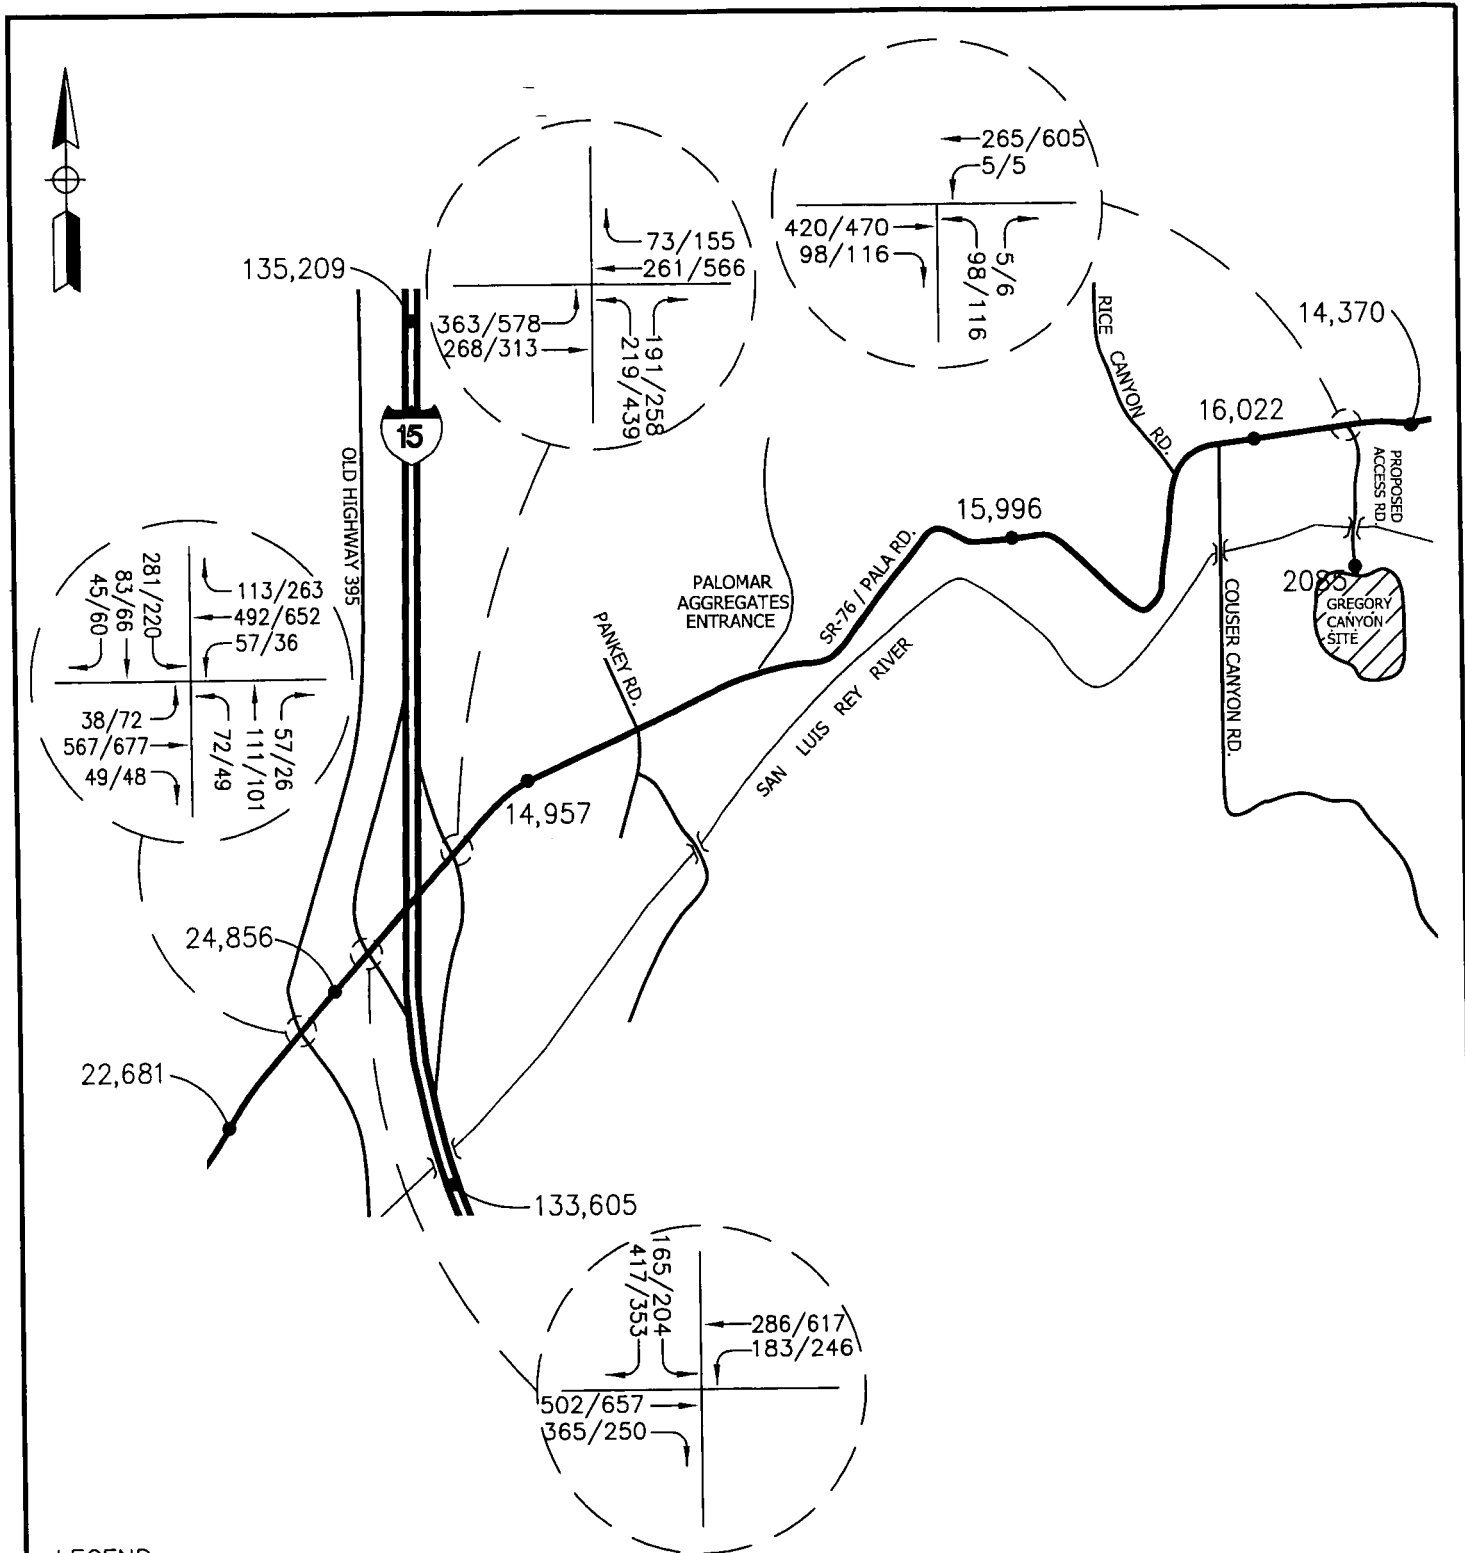 265/605
5/5
420/470
98/116
5/6
98/116
73/155
261/566
363/578
268/313
191/258
219/439
135,209
15
OLD HIGHWAY 395
RICE CANYON RD.
14,370
16,022
PROPOSED
ACCESS RD.
15,996
2085
GREGORY
CANYON
SITE
COUSER CANYON RD.
PALOMAR
AGGREGATES
ENTRANCE
SR-76 / PALA RD.
PANKEY RD.
SAN LUIS REY RIVER
281/220
83/66
45/60
113/263
492/652
57/36
38/72
567/677
49/48
57/26
111/101
72/49
14,957
24,856
22,681
133,605
165/204
417/353
286/617
183/246
502/657
365/250